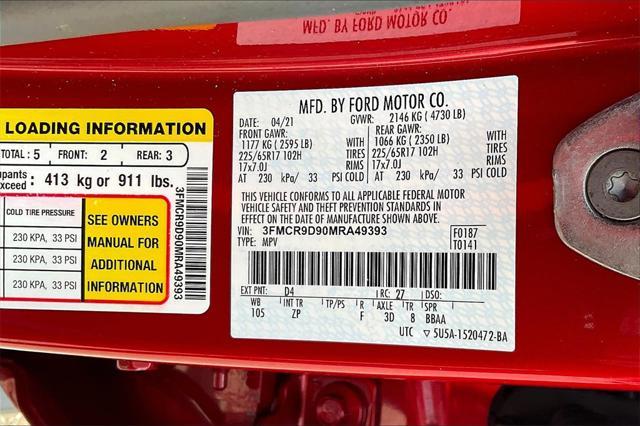 MFD. BY FORD MOTOR CO.
LOADING INFORMATION
TOTAL: 5 FRONT: 2 REAR: 3
upants
exceed : 413 kg or 911 lbs.
COLD TIRE PRESSURE
230 KPA, 33 PSI
230 KPA, 33 PSI
230 KPA, 33 PSI
SEE OWNERS
MANUAL FOR
ADDITIONAL
INFORMATION
3FMCR9D90MRA49393
MFD. BY FORD MOTOR CO.
DATE: 04/21 GVWR: 2146 KG ( 4730 LB)
FRONT GAWR: REAR GAWR:
1177 KG ( 2595 LB) WITH 1066 KG ( 2350 LB) WITH
225/65R17 102H TIRES 225/65R17 102H TIRES
17x7.0J RIMS 17x7.0J RIMS
AT 230 kPa/ 33 PSI COLD AT 230 kPa/ 33 PSI COLD
THIS VEHICLE CONFORMS TO ALL APPLICABLE FEDERAL MOTOR
VEHICLE SAFETY AND THEFT PREVENTION STANDARDS IN
EFFECT ON THE DATE OF MANUFACTURE SHOWN ABOVE.
VIN: 3FMCR9D90MRA49393 F0187
TYPE: MPV T0141
EXT PNT: D4 RC: 27 DSO:
WB INT TR TP/PS R AXLE TR SPR
105 ZP F 3D 8 BBAA
UTC ▽ 5U5A-1520472-BA